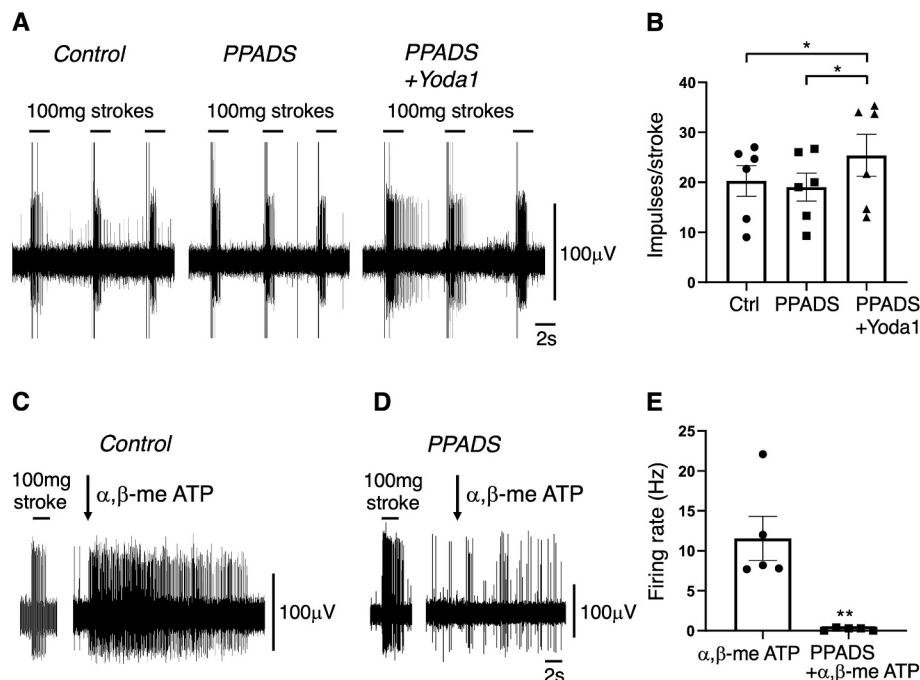 A
Control
PPADS
PPADS
+Yoda1
100mg strokes
100mg strokes
100mg strokes
100μV
2s
B
*
*
Impulses/stroke
40
30
20
10
0
Ctrl
PPADS
PPADS
+Yoda1
C
Control
100mg
stroke
α,β-me ATP
100μV
D
PPADS
100mg
stroke
α,β-me ATP
100μV
2s
E
Firing rate (Hz)
25
20
15
10
5
0
**
α,β-me ATP
PPADS
+α,β-me ATP